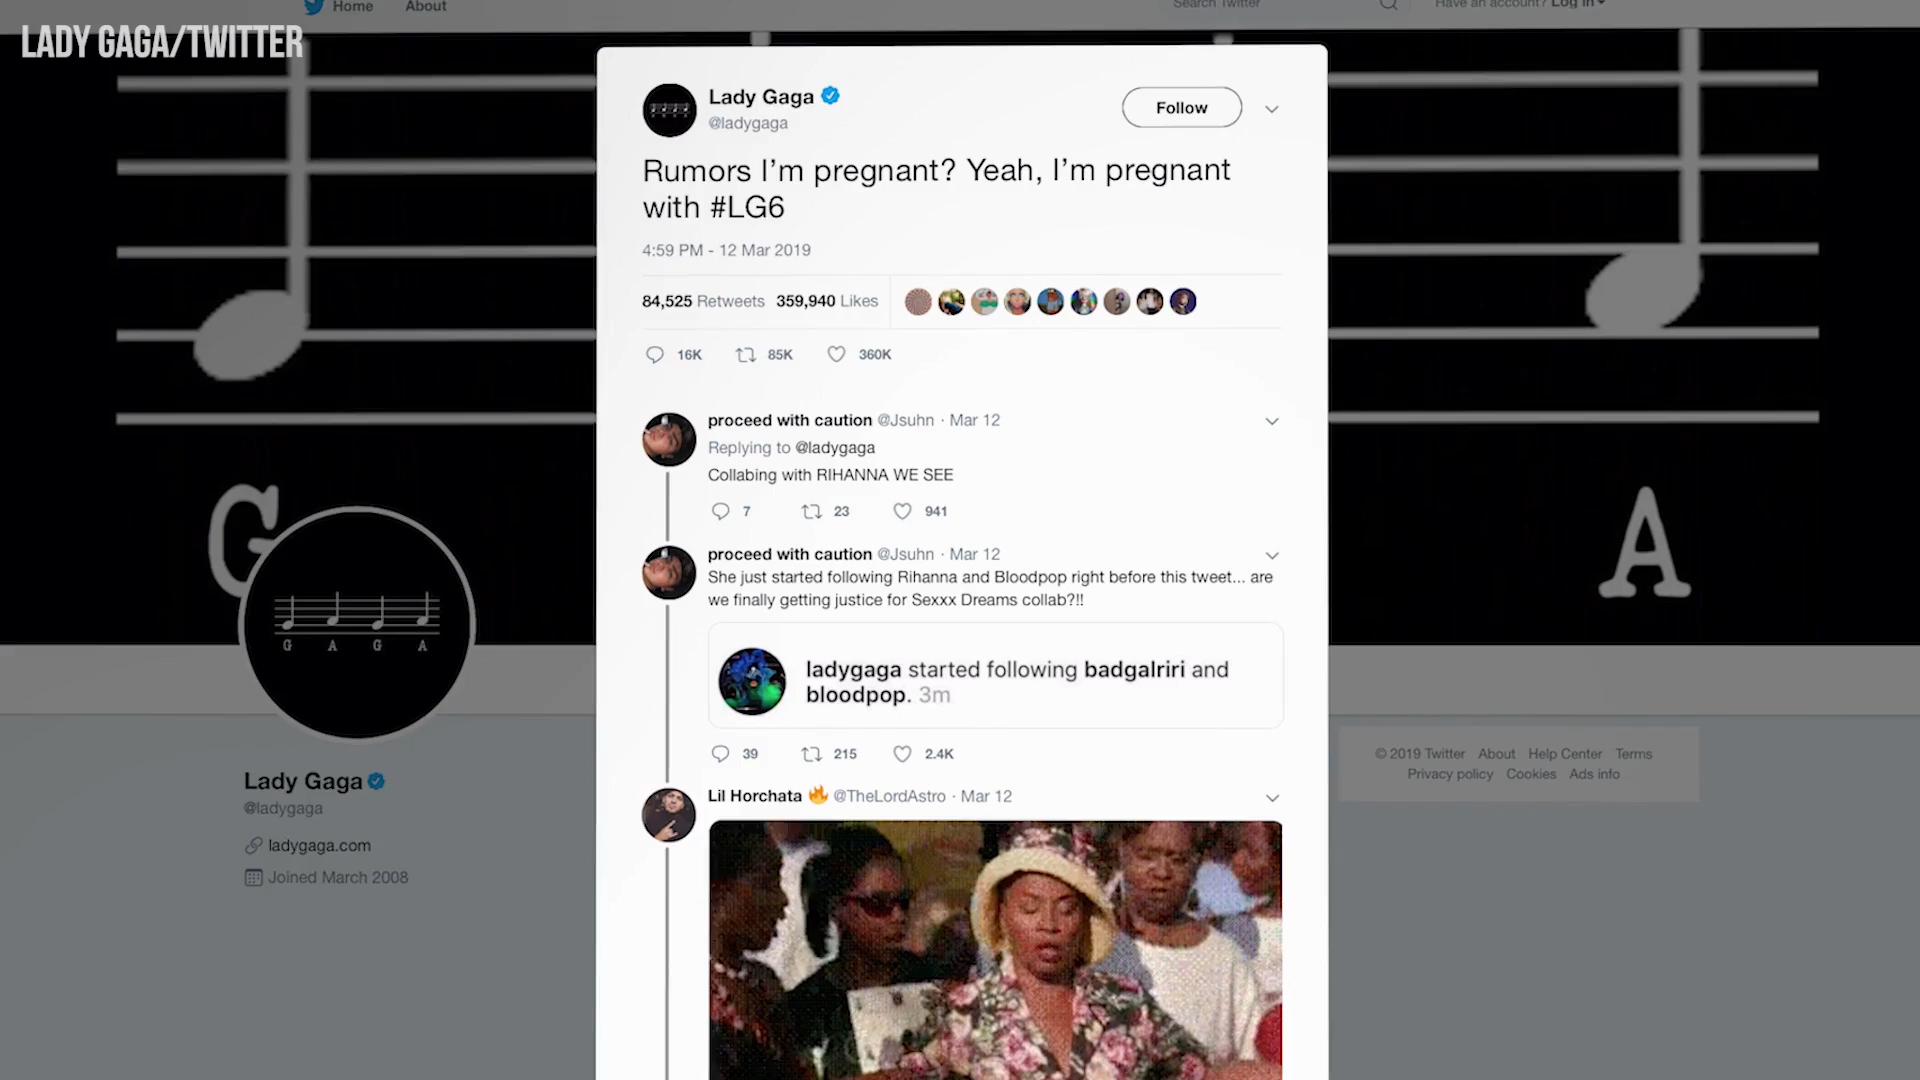 Home About Search Twitter Have an account? Log in
LADY GAGA/TWITTER
Lady Gaga
@ladygaga
Follow
Rumors I’m pregnant? Yeah, I’m pregnant
with #LG6
4:59 PM - 12 Mar 2019
84,525 Retweets 359,940 Likes
16K 85K 360K
proceed with caution @Jsuhn · Mar 12
Replying to @ladygaga
Collabing with RIHANNA WE SEE
7 23 941
proceed with caution @Jsuhn · Mar 12
She just started following Rihanna and Bloodpop right before this tweet... are
we finally getting justice for Sexxx Dreams collab?!!
ladygaga started following badgalriri and
bloodpop. 3m
39 215 2.4K
Lil Horchata 🔥 @TheLordAstro · Mar 12
G A
G A G A
Lady Gaga
@ladygaga
ladygaga.com
Joined March 2008
© 2019 Twitter About Help Center Terms
Privacy policy Cookies Ads info